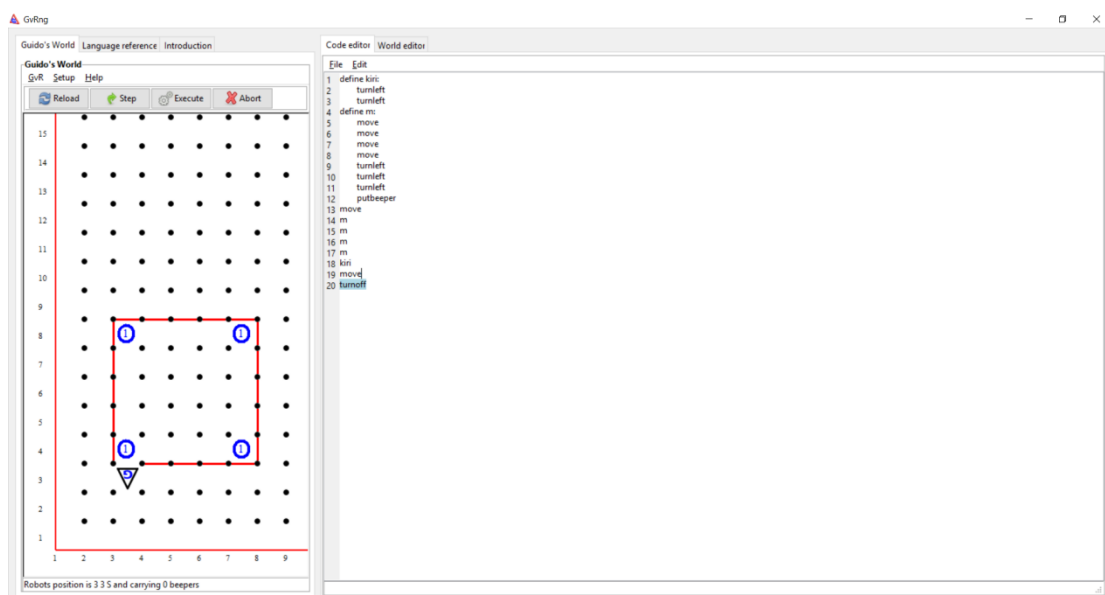 GvRng
Guido's World Language reference Introduction
Guido's World
GvR Setup Help
Reload Step Execute Abort
15
14
13
12
11
10
9
8
7
6
5
4
3
2
1
1 1
1 1
1 2 3 4 5 6 7 8 9
Robots position is 3 3 S and carrying 0 beepers
Code editor World editor
File Edit
1 define kiri:
2 turnleft
3 turnleft
4 define m:
5 move
6 move
7 move
8 move
9 turnleft
10 turnleft
11 turnleft
12 putbeeper
13 move
14 m
15 m
16 m
17 m
18 kiri
19 move
20 turnoff